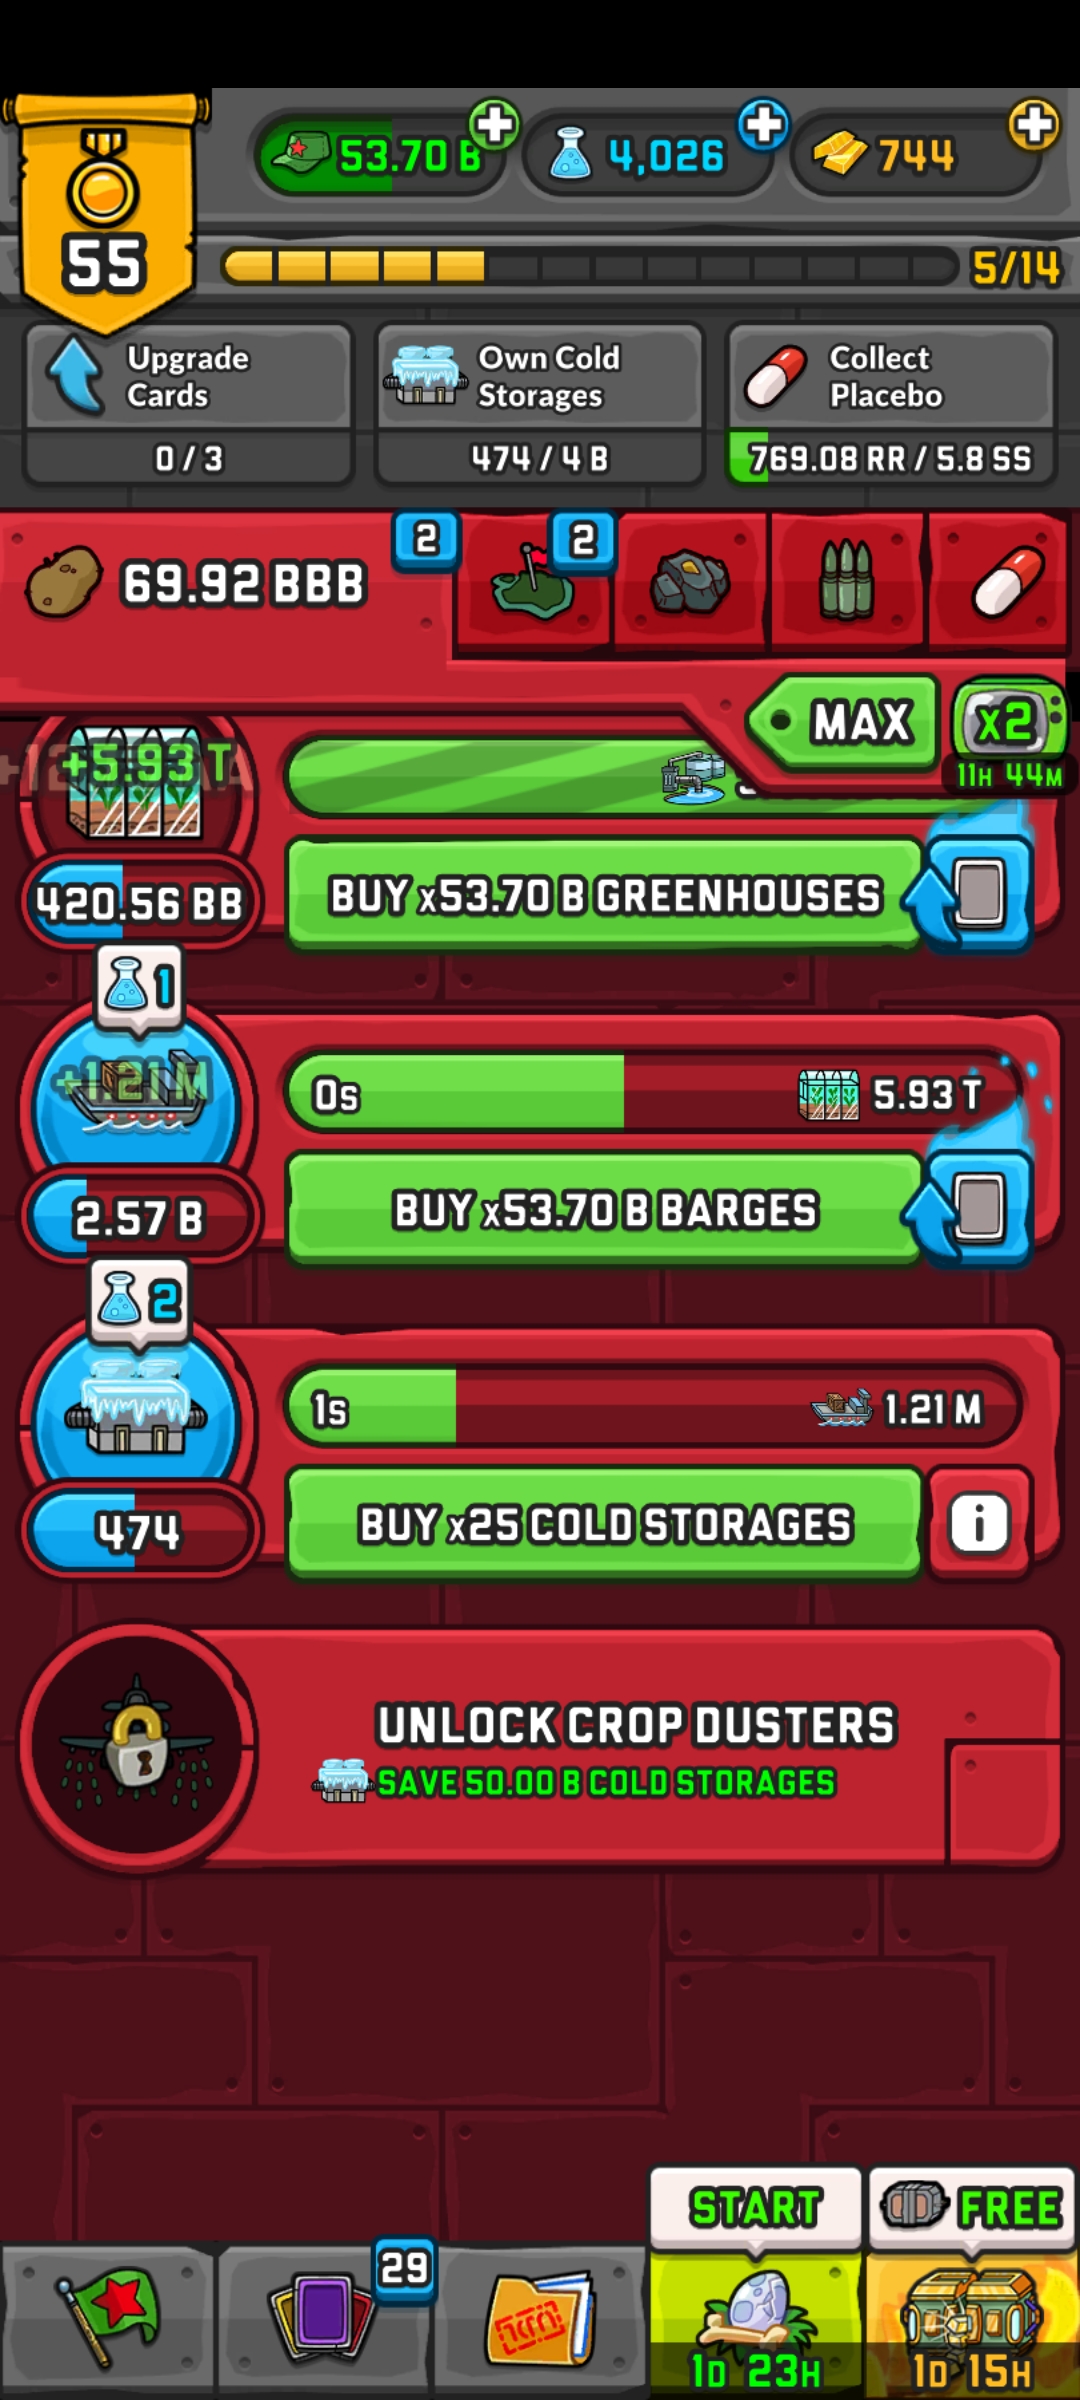 53.70 B
4,026
744
55
5/14
Upgrade
Cards
0 / 3
Own Cold
Storages
474 / 4 B
Collect
Placebo
769.08 RR / 5.8 SS
69.92 BBB
2
2
MAX
x2
11H 44M
+5.93 T
420.56 BB
BUY x53.70 B GREENHOUSES
1
+1.21 M
0s
5.93 T
2.57 B
BUY x53.70 B BARGES
2
1s
1.21 M
474
BUY x25 COLD STORAGES
i
UNLOCK CROP DUSTERS
SAVE 50.00 B COLD STORAGES
START
FREE
29
1D 23H
1D 15H